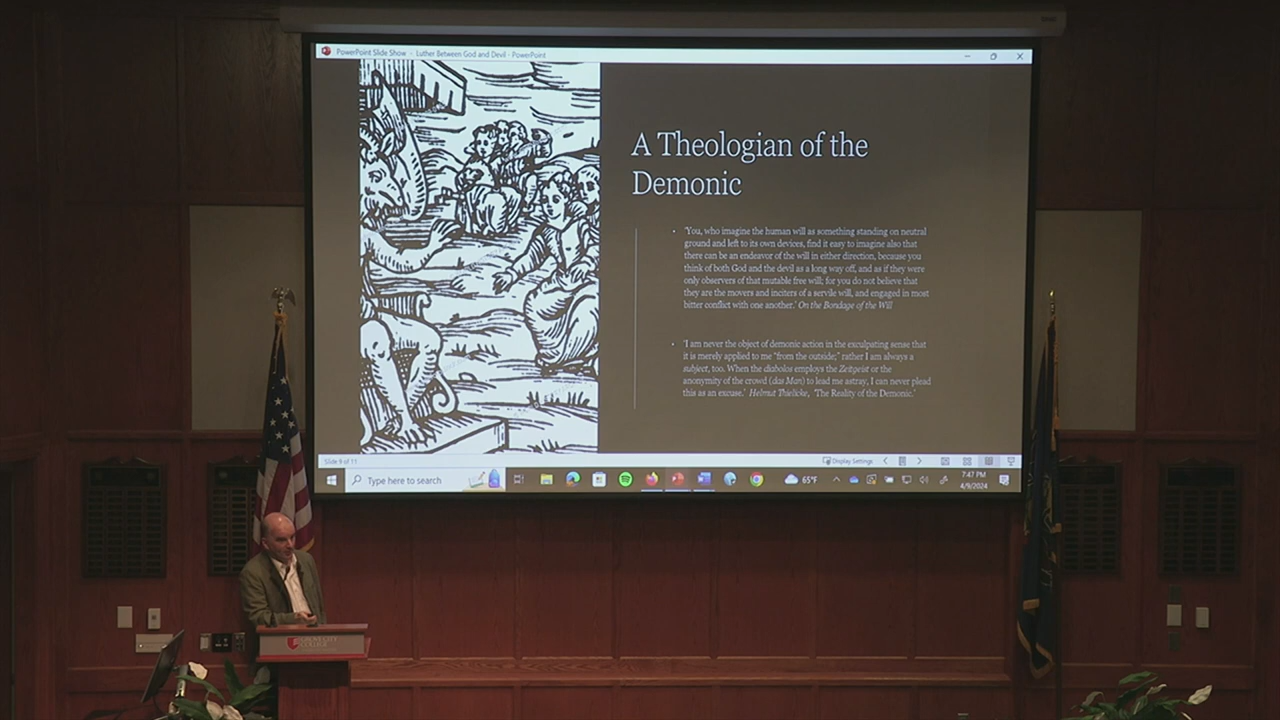 PowerPoint Slide Show - Luther Between God and Devil - PowerPoint
A Theologian of the
Demonic
• 'You, who imagine the human will as something standing on neutral
ground and left to its own devices, find it easy to imagine also that
there can be an endeavor of the will in either direction, because you
think of both God and the devil as a long way off, and as if they were
only observers of that mutable free will; for you do not believe that
they are the movers and inciters of a servile will, and engaged in most
bitter conflict with one another.' On the Bondage of the Will
• 'I am never the object of demonic action in the exculpating sense that
it is merely applied to me "from the outside;" rather I am always a
subject, too. When the diabolos employs the Zeitgeist or the
anonymity of the crowd (das Man) to lead me astray, I can never plead
this as an excuse.' Helmut Thielicke, 'The Reality of the Demonic.'
Slide 9 of 11
Display Settings
Type here to search
65°F
7:47 PM
4/9/2024
GROVE CITY
COLLEGE